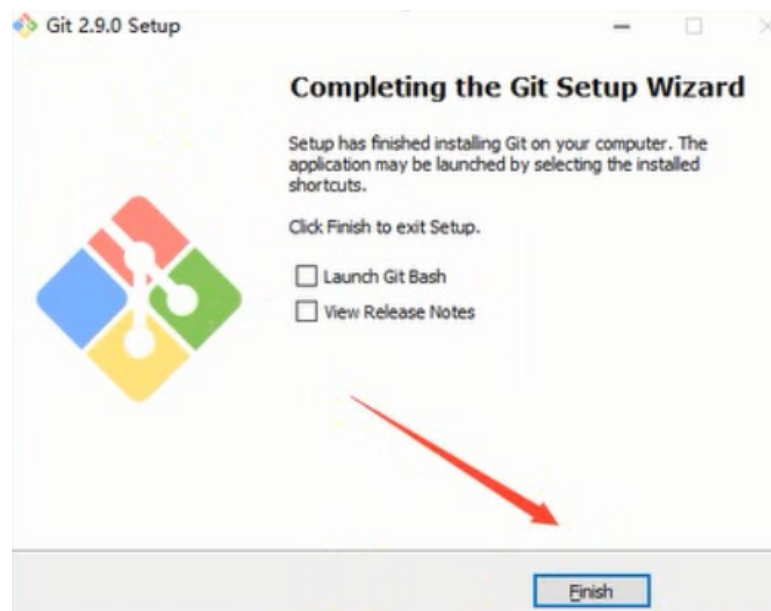 Git 2.9.0 Setup
Completing the Git Setup Wizard
Setup has finished installing Git on your computer. The
application may be launched by selecting the installed
shortcuts.
Click Finish to exit Setup.
Launch Git Bash
View Release Notes
Finish